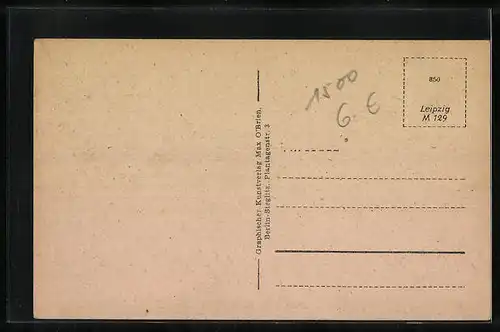 850
Leipzig
M 129
1500
6.€
Graphischer Kunstverlag Max O'Brien,
Berlin-Steglitz, Plantagenstr. 3